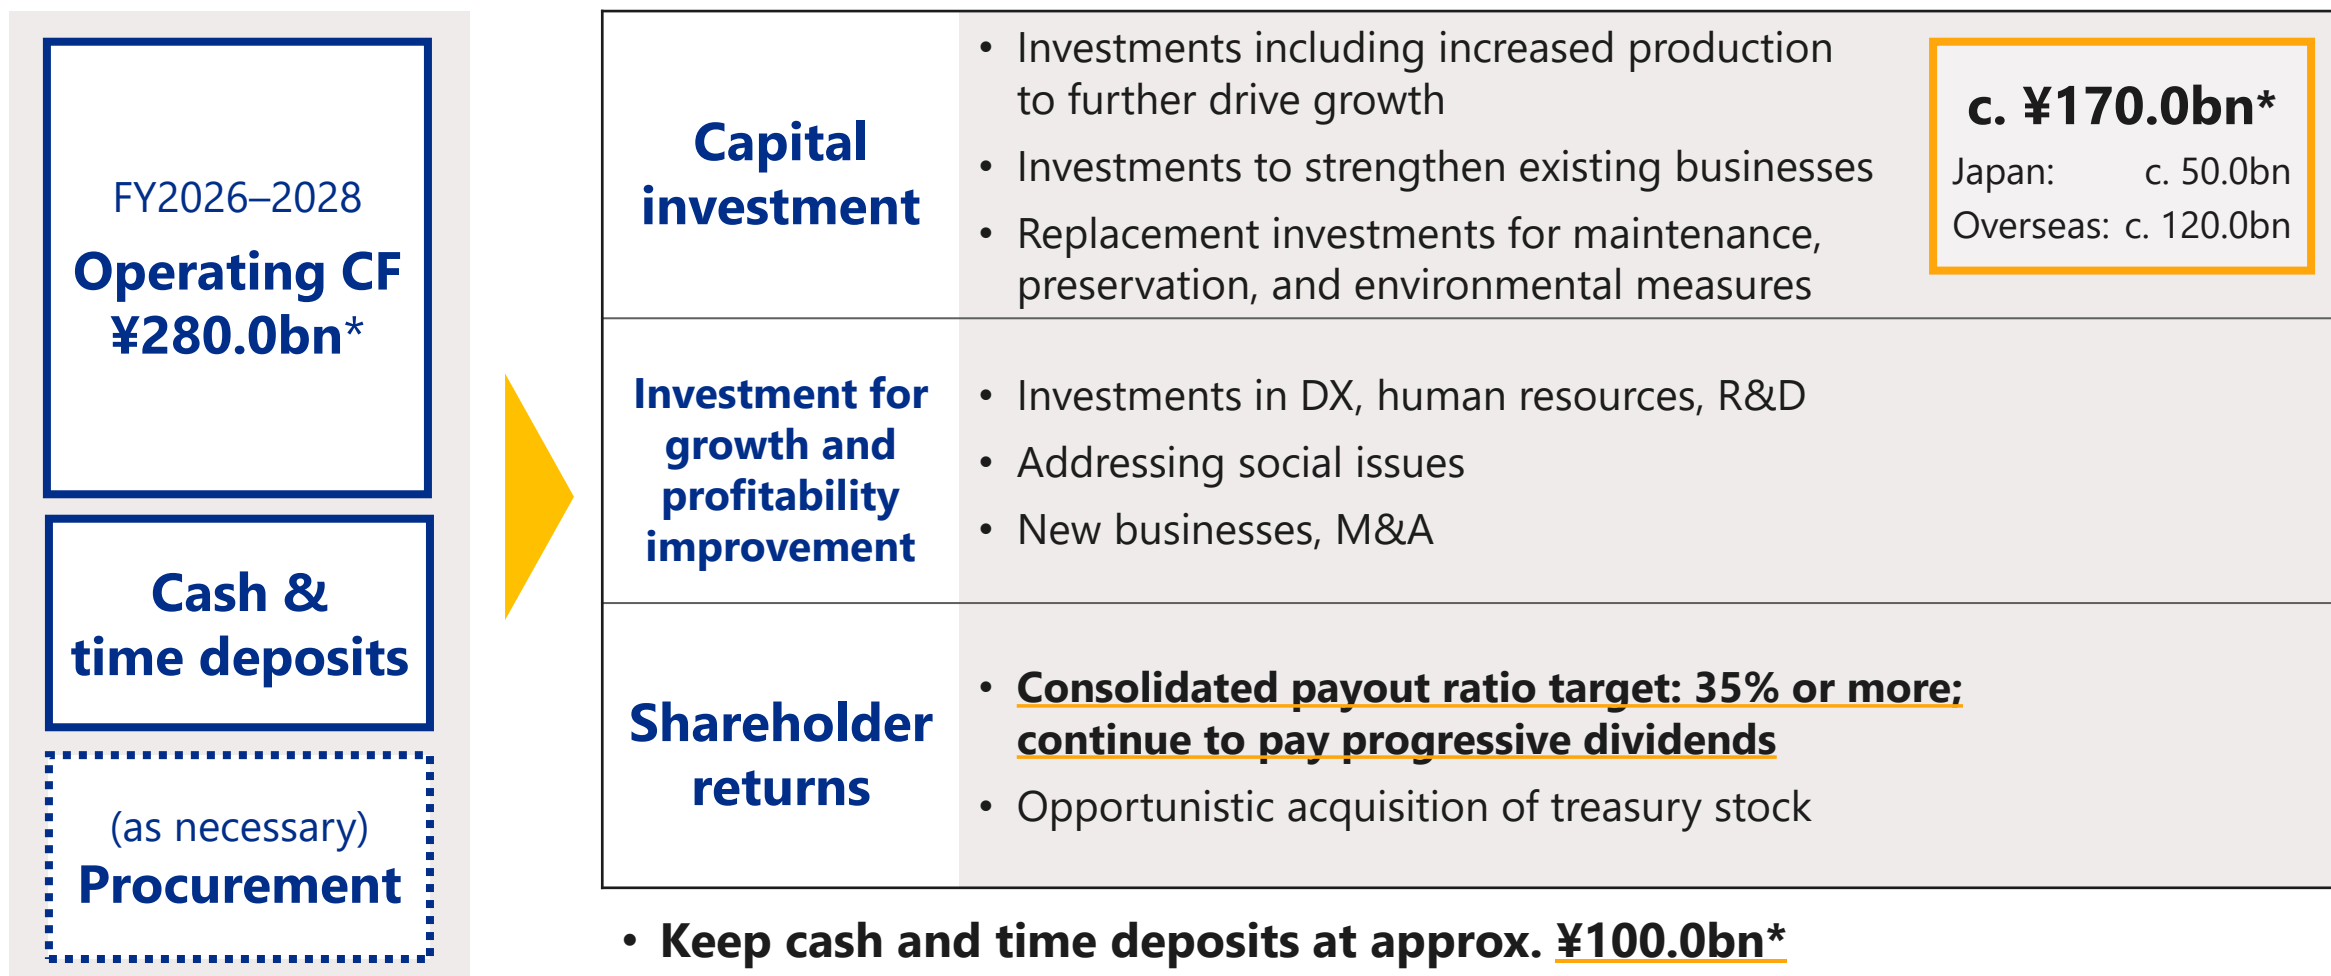 FY2026–2028
Operating CF
¥280.0bn*
Cash &
time deposits
(as necessary)
Procurement
Capital
investment
• Investments including increased production
to further drive growth
• Investments to strengthen existing businesses
• Replacement investments for maintenance,
preservation, and environmental measures
c. ¥170.0bn*
Japan: c. 50.0bn
Overseas: c. 120.0bn
Investment for
growth and
profitability
improvement
• Investments in DX, human resources, R&D
• Addressing social issues
• New businesses, M&A
Shareholder
returns
• Consolidated payout ratio target: 35% or more;
continue to pay progressive dividends
• Opportunistic acquisition of treasury stock
• Keep cash and time deposits at approx. ¥100.0bn*